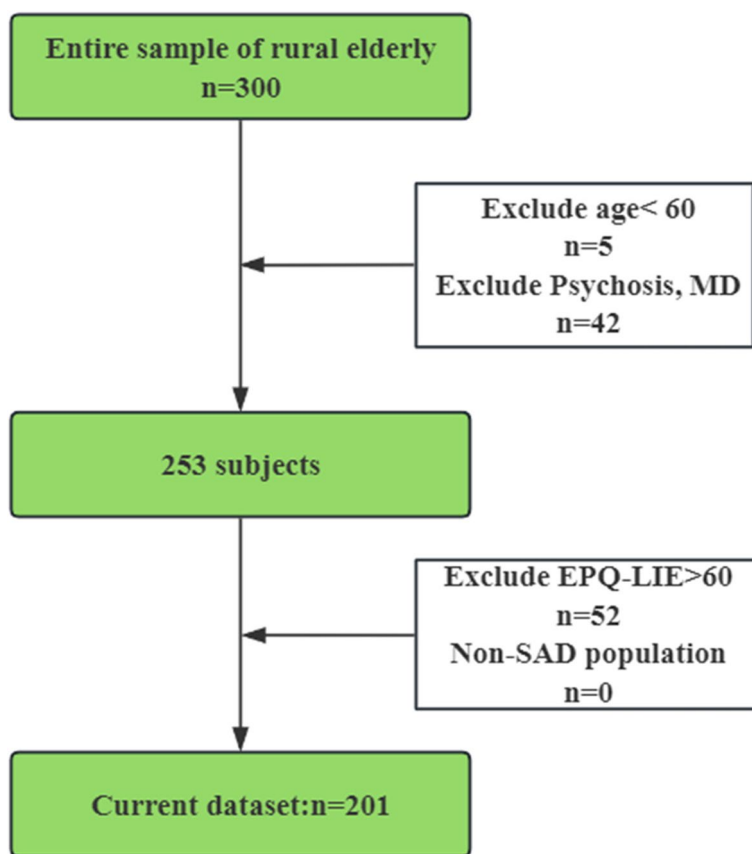 Entire sample of rural elderly
n=300
Exclude age< 60
n=5
Exclude Psychosis, MD
n=42
253 subjects
Exclude EPQ-LIE>60
n=52
Non-SAD population
n=0
Current dataset:n=201